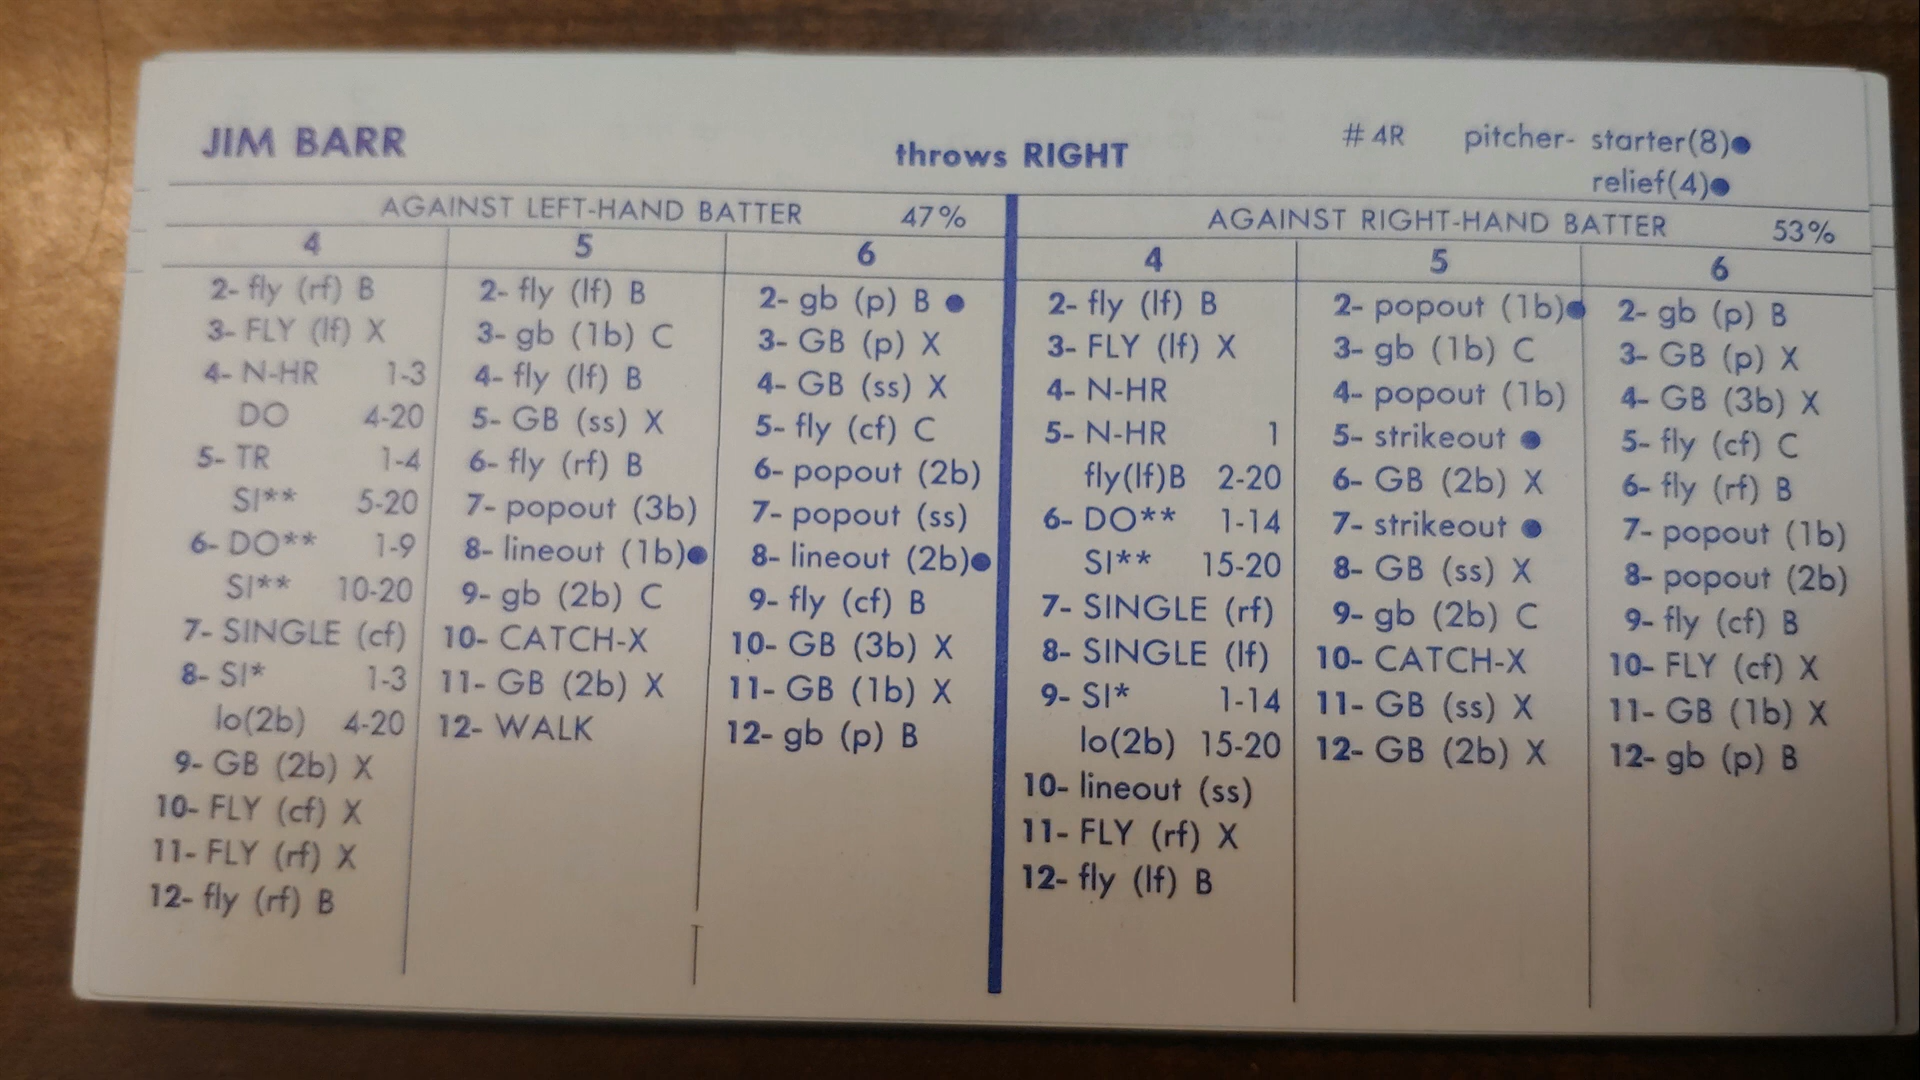 JIM BARR
throws RIGHT
# 4R pitcher- starter(8)●
relief(4)●
AGAINST LEFT-HAND BATTER 47%
4
2- fly (rf) B
3- FLY (lf) X
4- N-HR 1-3
DO 4-20
5- TR 1-4
SI** 5-20
6- DO** 1-9
SI** 10-20
7- SINGLE (cf)
8- SI* 1-3
lo(2b) 4-20
9- GB (2b) X
10- FLY (cf) X
11- FLY (rf) X
12- fly (rf) B
5
2- fly (lf) B
3- gb (1b) C
4- fly (lf) B
5- GB (ss) X
6- fly (rf) B
7- popout (3b)
8- lineout (1b)●
9- gb (2b) C
10- CATCH-X
11- GB (2b) X
12- WALK
6
2- gb (p) B ●
3- GB (p) X
4- GB (ss) X
5- fly (cf) C
6- popout (2b)
7- popout (ss)
8- lineout (2b)●
9- fly (cf) B
10- GB (3b) X
11- GB (1b) X
12- gb (p) B
AGAINST RIGHT-HAND BATTER 53%
4
2- fly (lf) B
3- FLY (lf) X
4- N-HR
5- N-HR 1
fly(lf)B 2-20
6- DO** 1-14
SI** 15-20
7- SINGLE (rf)
8- SINGLE (lf)
9- SI* 1-14
lo(2b) 15-20
10- lineout (ss)
11- FLY (rf) X
12- fly (lf) B
5
2- popout (1b)●
3- gb (1b) C
4- popout (1b)
5- strikeout ●
6- GB (2b) X
7- strikeout ●
8- GB (ss) X
9- gb (2b) C
10- CATCH-X
11- GB (ss) X
12- GB (2b) X
6
2- gb (p) B
3- GB (p) X
4- GB (3b) X
5- fly (cf) C
6- fly (rf) B
7- popout (1b)
8- popout (2b)
9- fly (cf) B
10- FLY (cf) X
11- GB (1b) X
12- gb (p) B